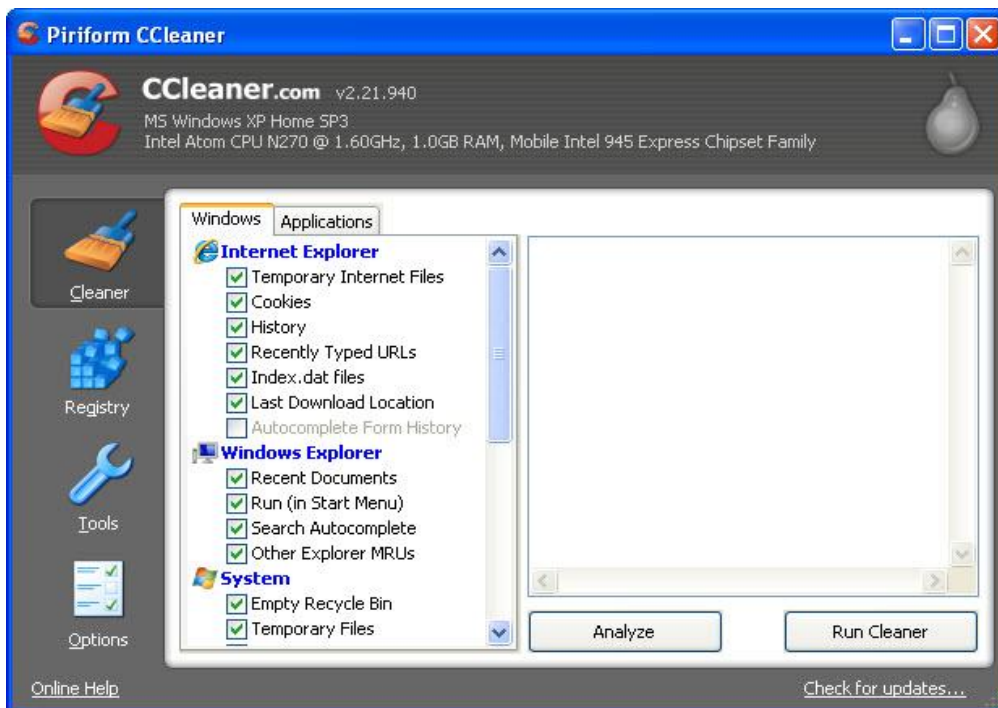 Piriform CCleaner
CCleaner.com v2.21.940
MS Windows XP Home SP3
Intel Atom CPU N270 @ 1.60GHz, 1.0GB RAM, Mobile Intel 945 Express Chipset Family
Cleaner
Registry
Tools
Options
Windows
Applications
Internet Explorer
Temporary Internet Files
Cookies
History
Recently Typed URLs
Index.dat files
Last Download Location
Autocomplete Form History
Windows Explorer
Recent Documents
Run (in Start Menu)
Search Autocomplete
Other Explorer MRUs
System
Empty Recycle Bin
Temporary Files
Analyze
Run Cleaner
Online Help
Check for updates...